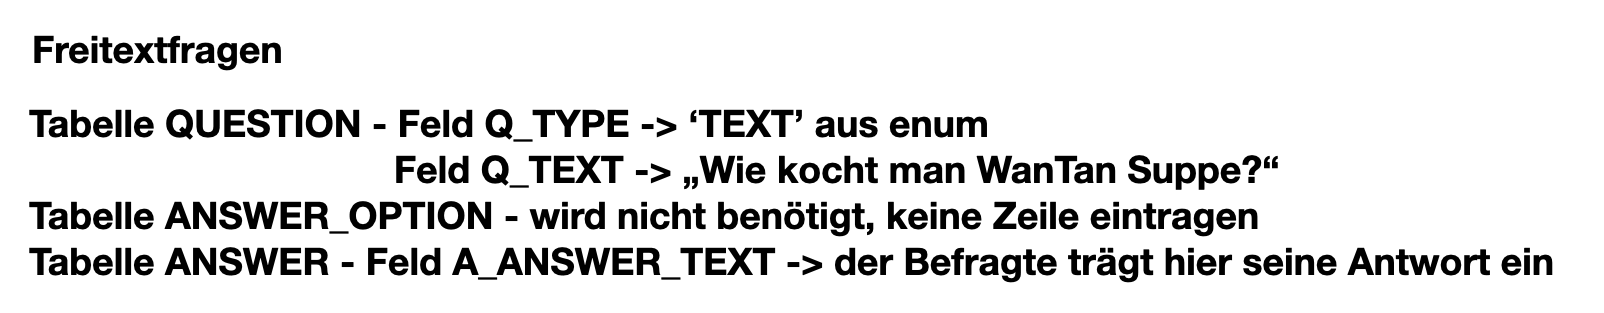 Freitextfragen
Tabelle QUESTION - Feld Q_TYPE -> ‘TEXT’ aus enum
Feld Q_TEXT -> „Wie kocht man WanTan Suppe?“
Tabelle ANSWER_OPTION - wird nicht benötigt, keine Zeile eintragen
Tabelle ANSWER - Feld A_ANSWER_TEXT -> der Befragte trägt hier seine Antwort ein